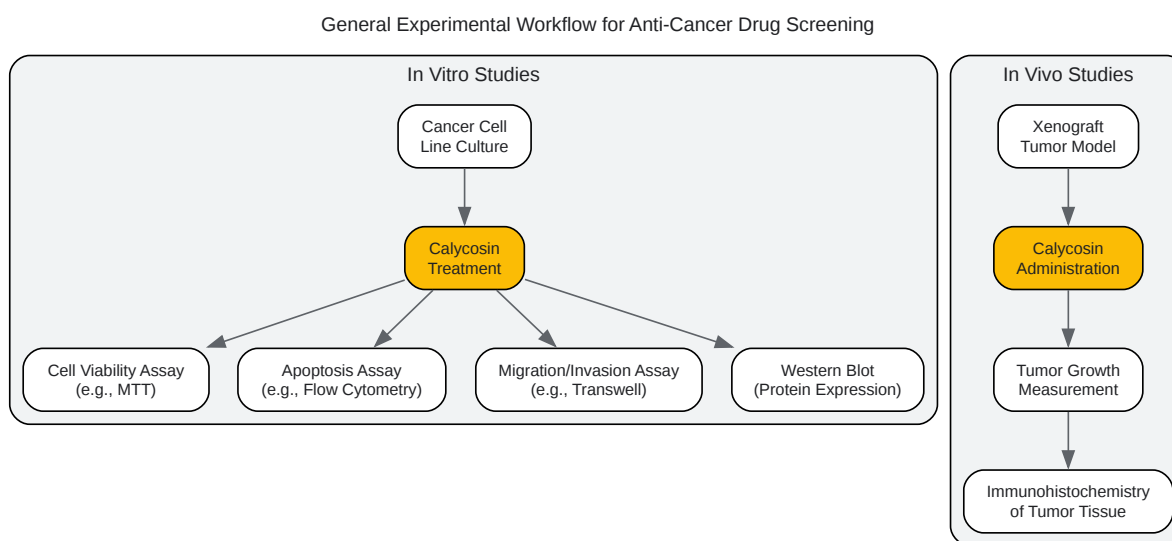 General Experimental Workflow for Anti-Cancer Drug Screening
In Vitro Studies
Cancer Cell
Line Culture
Calycosin
Treatment
Cell Viability Assay
(e.g., MTT)
Apoptosis Assay
(e.g., Flow Cytometry)
Migration/Invasion Assay
(e.g., Transwell)
Western Blot
(Protein Expression)
In Vivo Studies
Xenograft
Tumor Model
Calycosin
Administration
Tumor Growth
Measurement
Immunohistochemistry
of Tumor Tissue